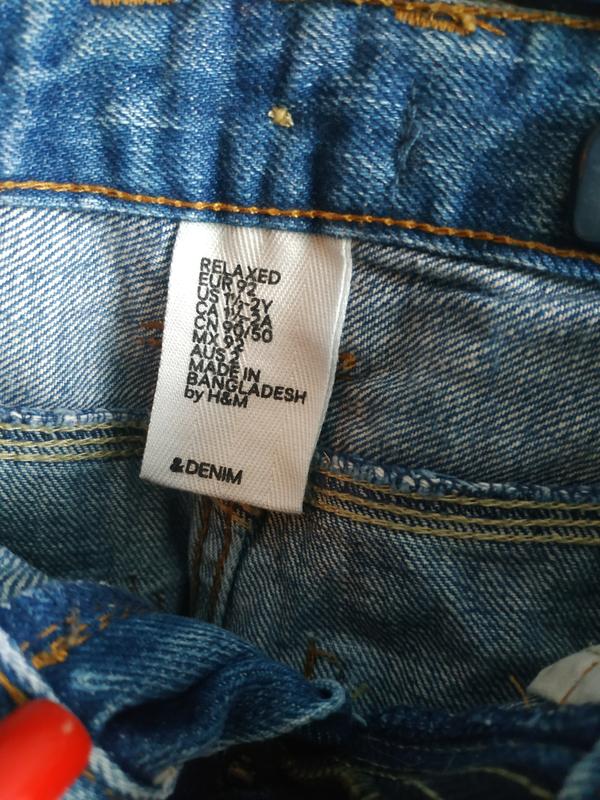 RELAXED
EUR 92
US 1½-2Y
CA 1½-2Y
CN 90/50
MX 92
AUS 2
MADE IN
BANGLADESH
by H&M
&DENIM